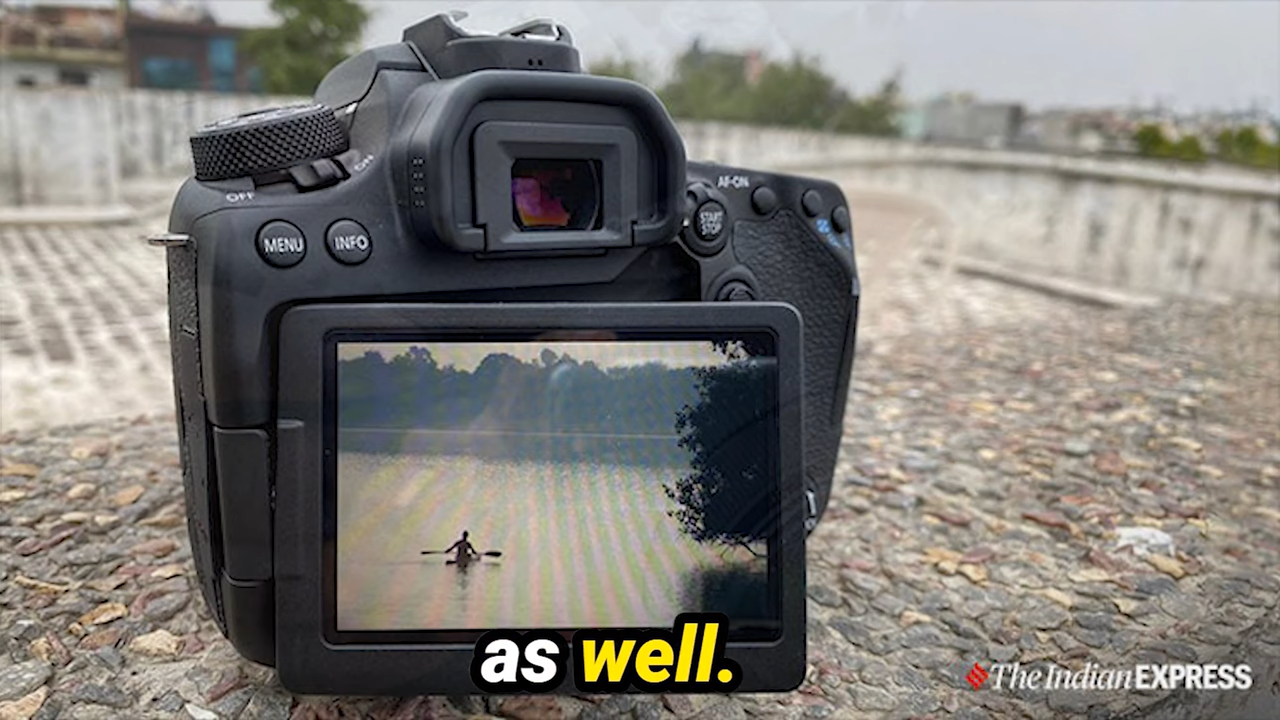 OFF
ON
MENU
INFO
AF-ON
START
STOP
as well.
The Indian EXPRESS